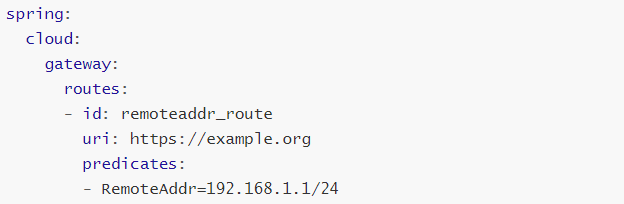 spring:
  cloud:
    gateway:
      routes:
      - id: remoteaddr_route
        uri: https://example.org
        predicates:
        - RemoteAddr=192.168.1.1/24